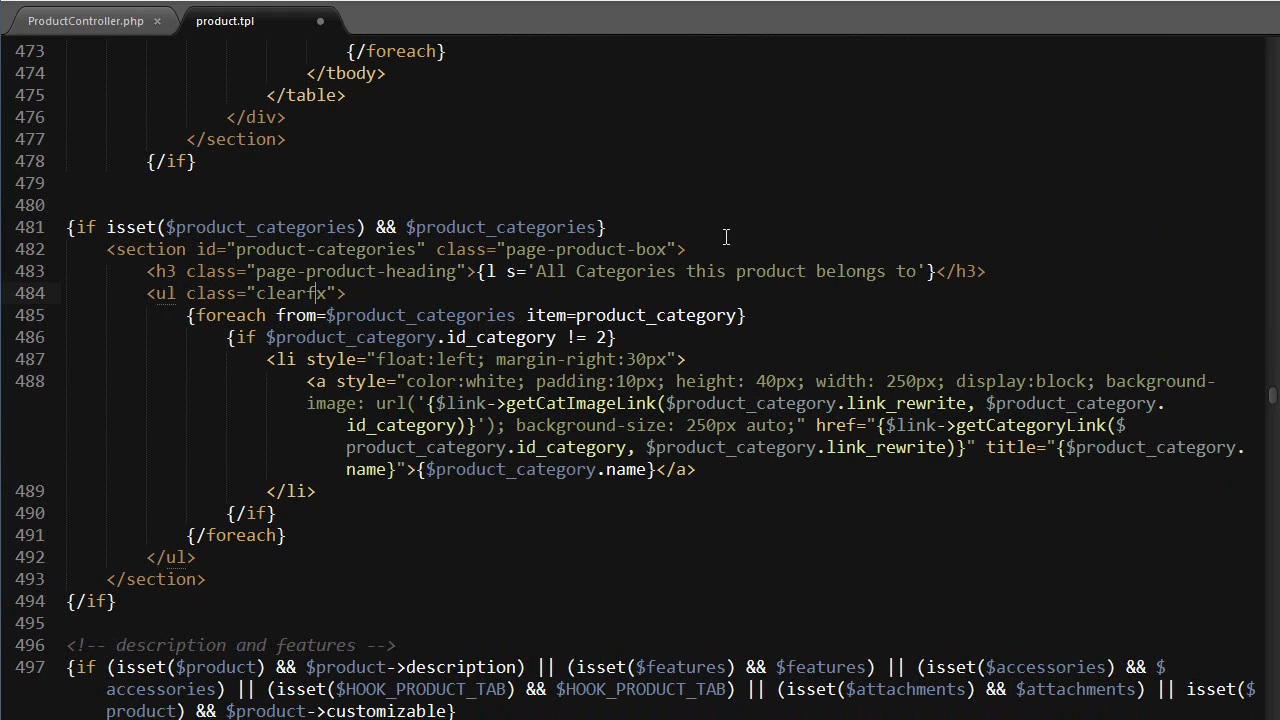 ProductController.php × product.tpl
473 {/foreach}
474 </tbody>
475 </table>
476 </div>
477 </section>
478 {/if}
479
480
481 {if isset($product_categories) && $product_categories}
482 <section id="product-categories" class="page-product-box">
483 <h3 class="page-product-heading">{l s='All Categories this product belongs to'}</h3>
484 <ul class="clearfx">
485 {foreach from=$product_categories item=product_category}
486 {if $product_category.id_category != 2}
487 <li style="float:left; margin-right:30px">
488 <a style="color:white; padding:10px; height: 40px; width: 250px; display:block; background-
image: url('{$link->getCatImageLink($product_category.link_rewrite, $product_category.
id_category)}'); background-size: 250px auto;" href="{$link->getCategoryLink($
product_category.id_category, $product_category.link_rewrite)}" title="{$product_category.
name}">{$product_category.name}</a>
489 </li>
490 {/if}
491 {/foreach}
492 </ul>
493 </section>
494 {/if}
495
496 <!-- description and features -->
497 {if (isset($product) && $product->description) || (isset($features) && $features) || (isset($accessories) && $
accessories) || (isset($HOOK_PRODUCT_TAB) && $HOOK_PRODUCT_TAB) || (isset($attachments) && $attachments) || isset($
product) && $product->customizable}